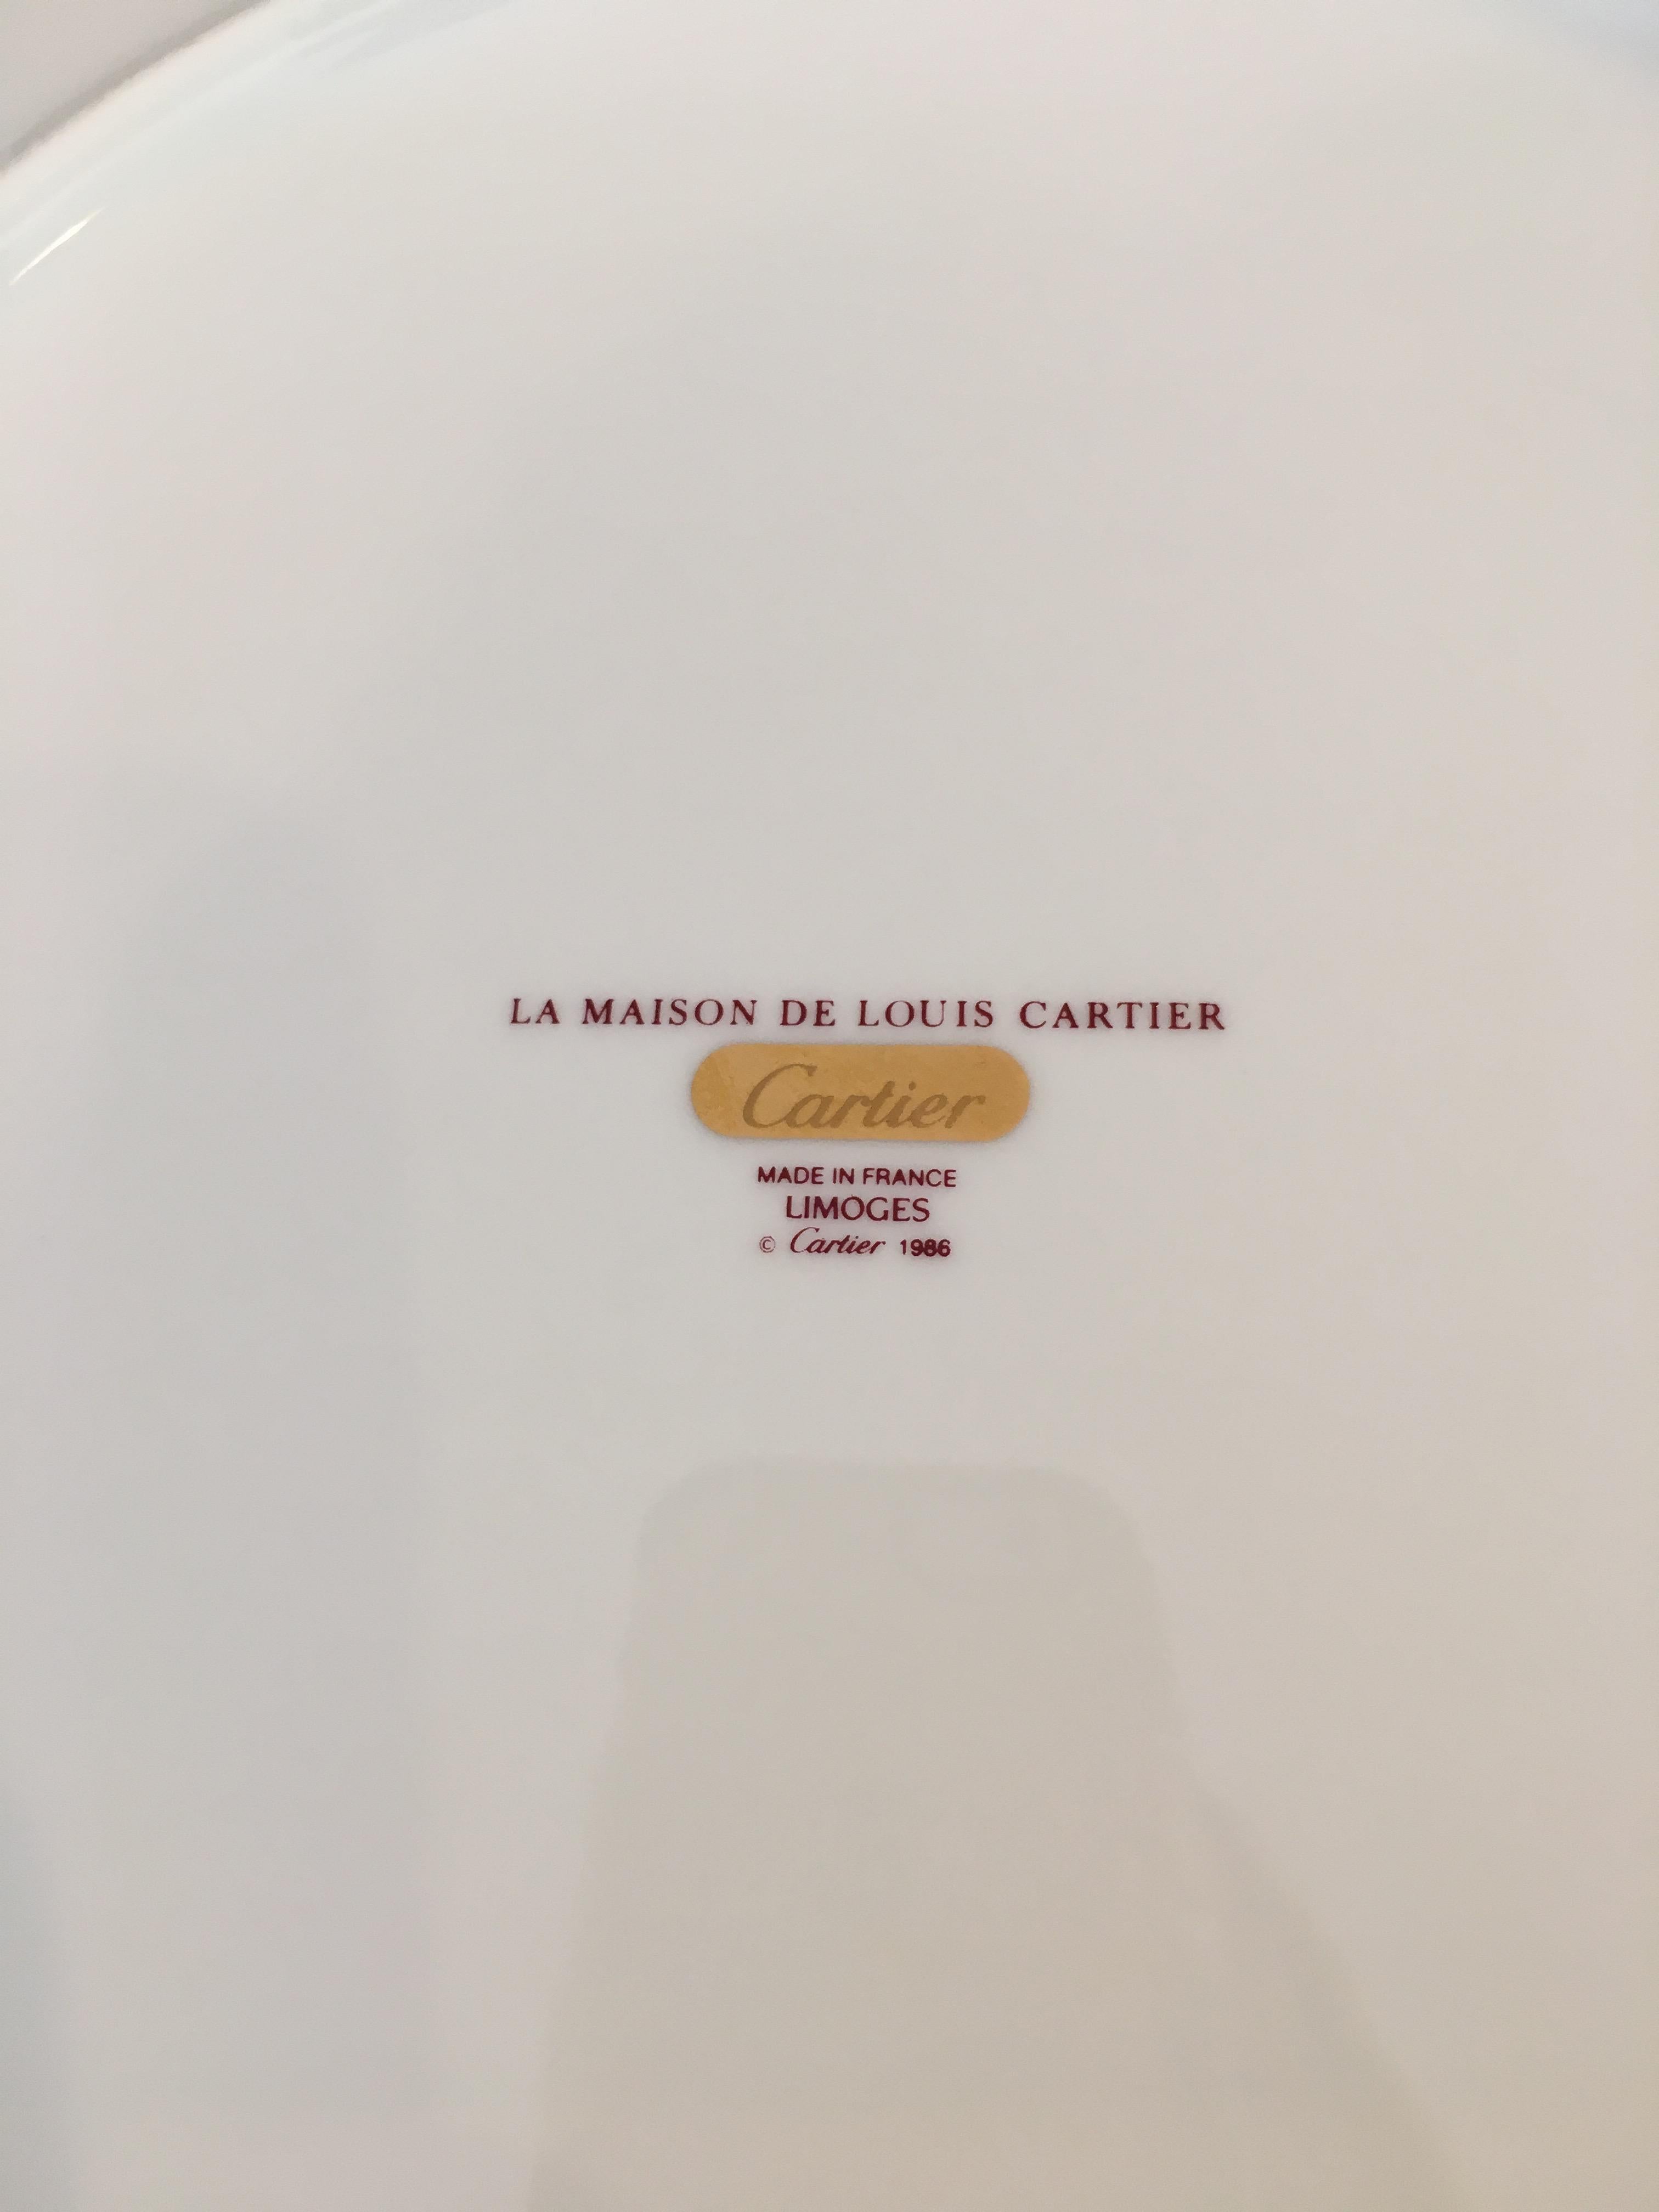 LA MAISON DE LOUIS CARTIER
Cartier
MADE IN FRANCE
LIMOGES
© Cartier 1986